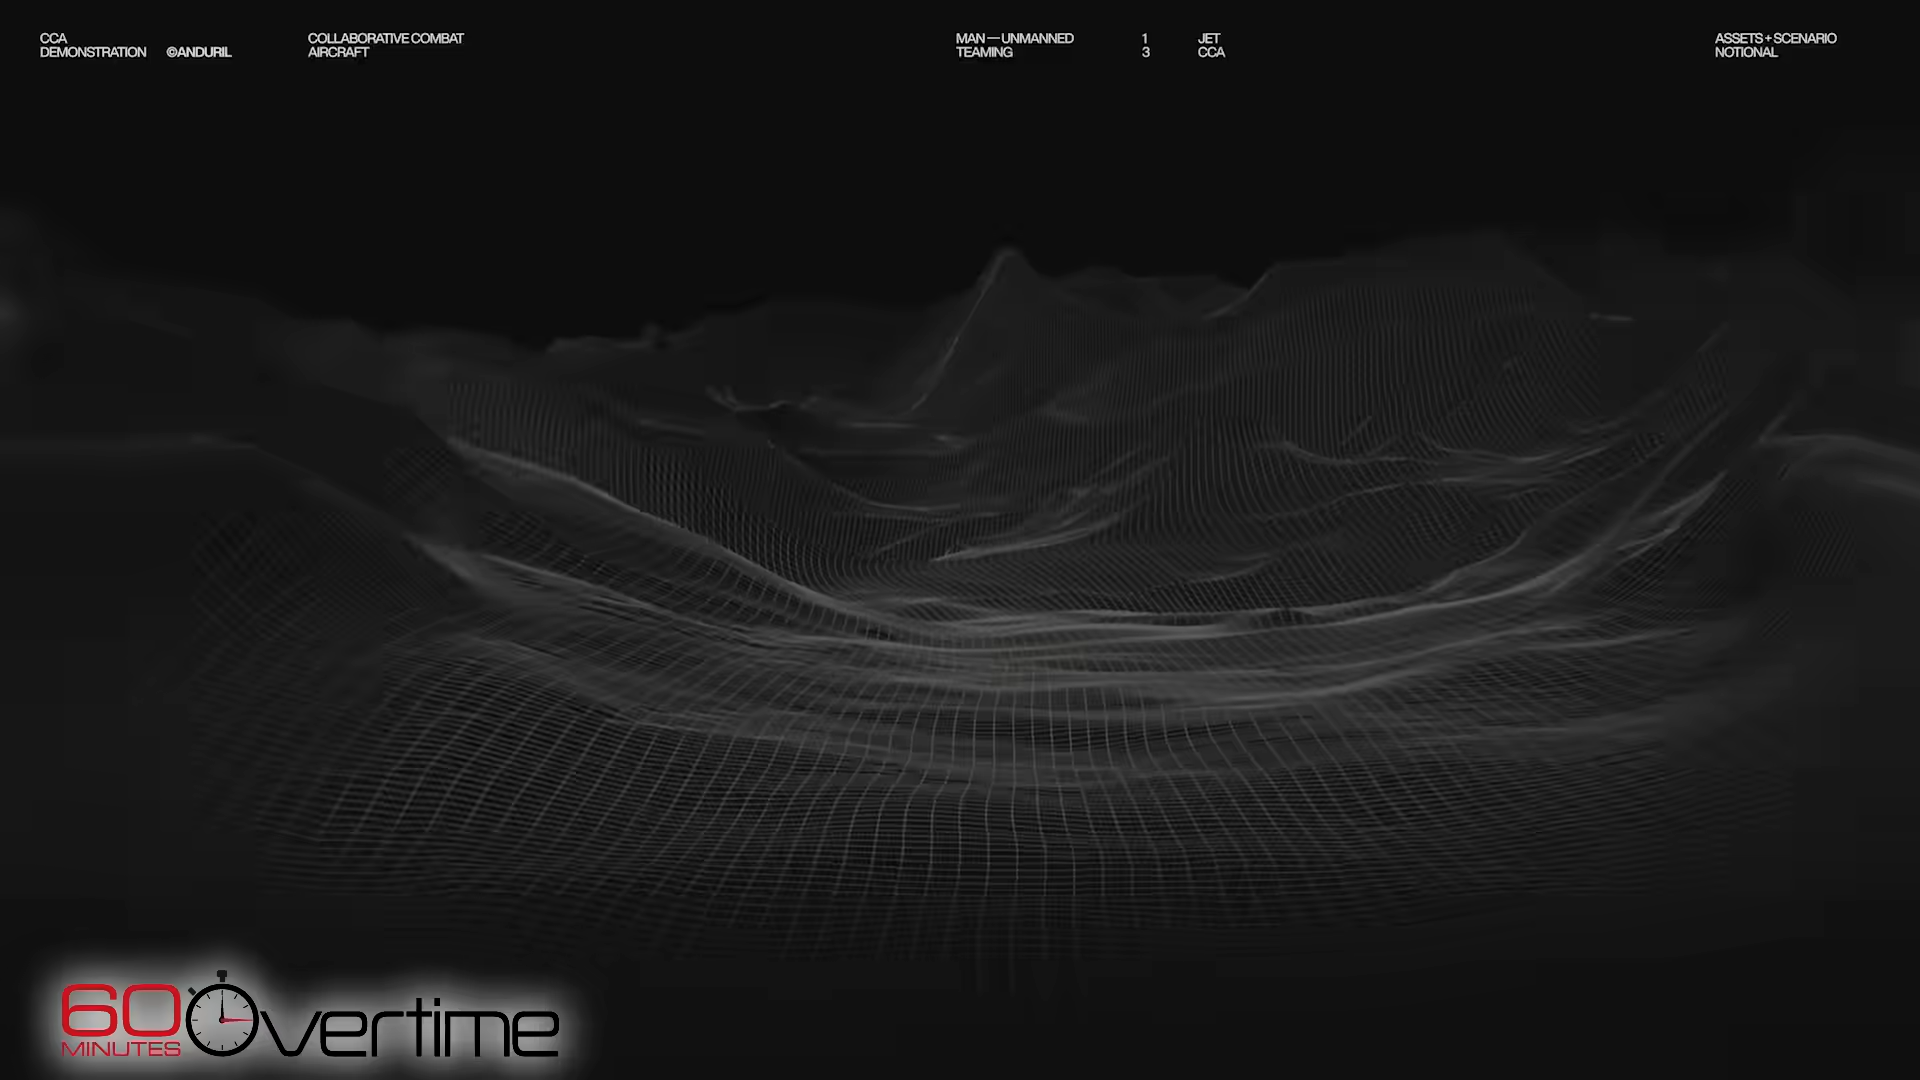 CCA
DEMONSTRATION ©ANDURIL
COLLABORATIVE COMBAT
AIRCRAFT
MAN — UNMANNED
TEAMING
1 JET
3 CCA
ASSETS + SCENARIO
NOTIONAL
60 Overtime
MINUTES